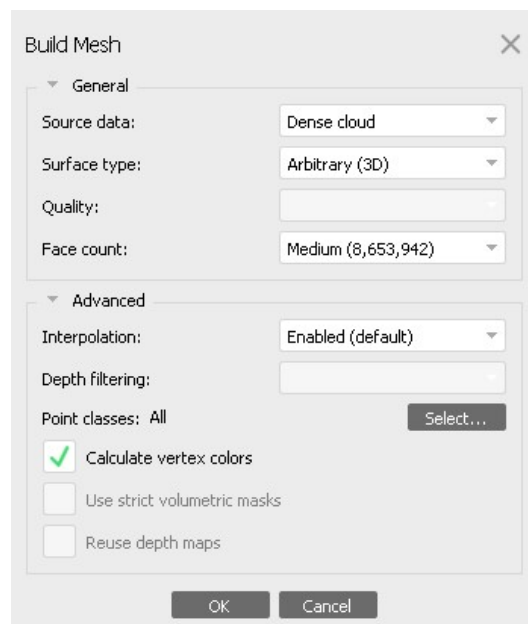 Build Mesh
General
Source data: Dense cloud
Surface type: Arbitrary (3D)
Quality:
Face count: Medium (8,653,942)
Advanced
Interpolation: Enabled (default)
Depth filtering:
Point classes: All Select...
Calculate vertex colors
Use strict volumetric masks
Reuse depth maps
OK Cancel